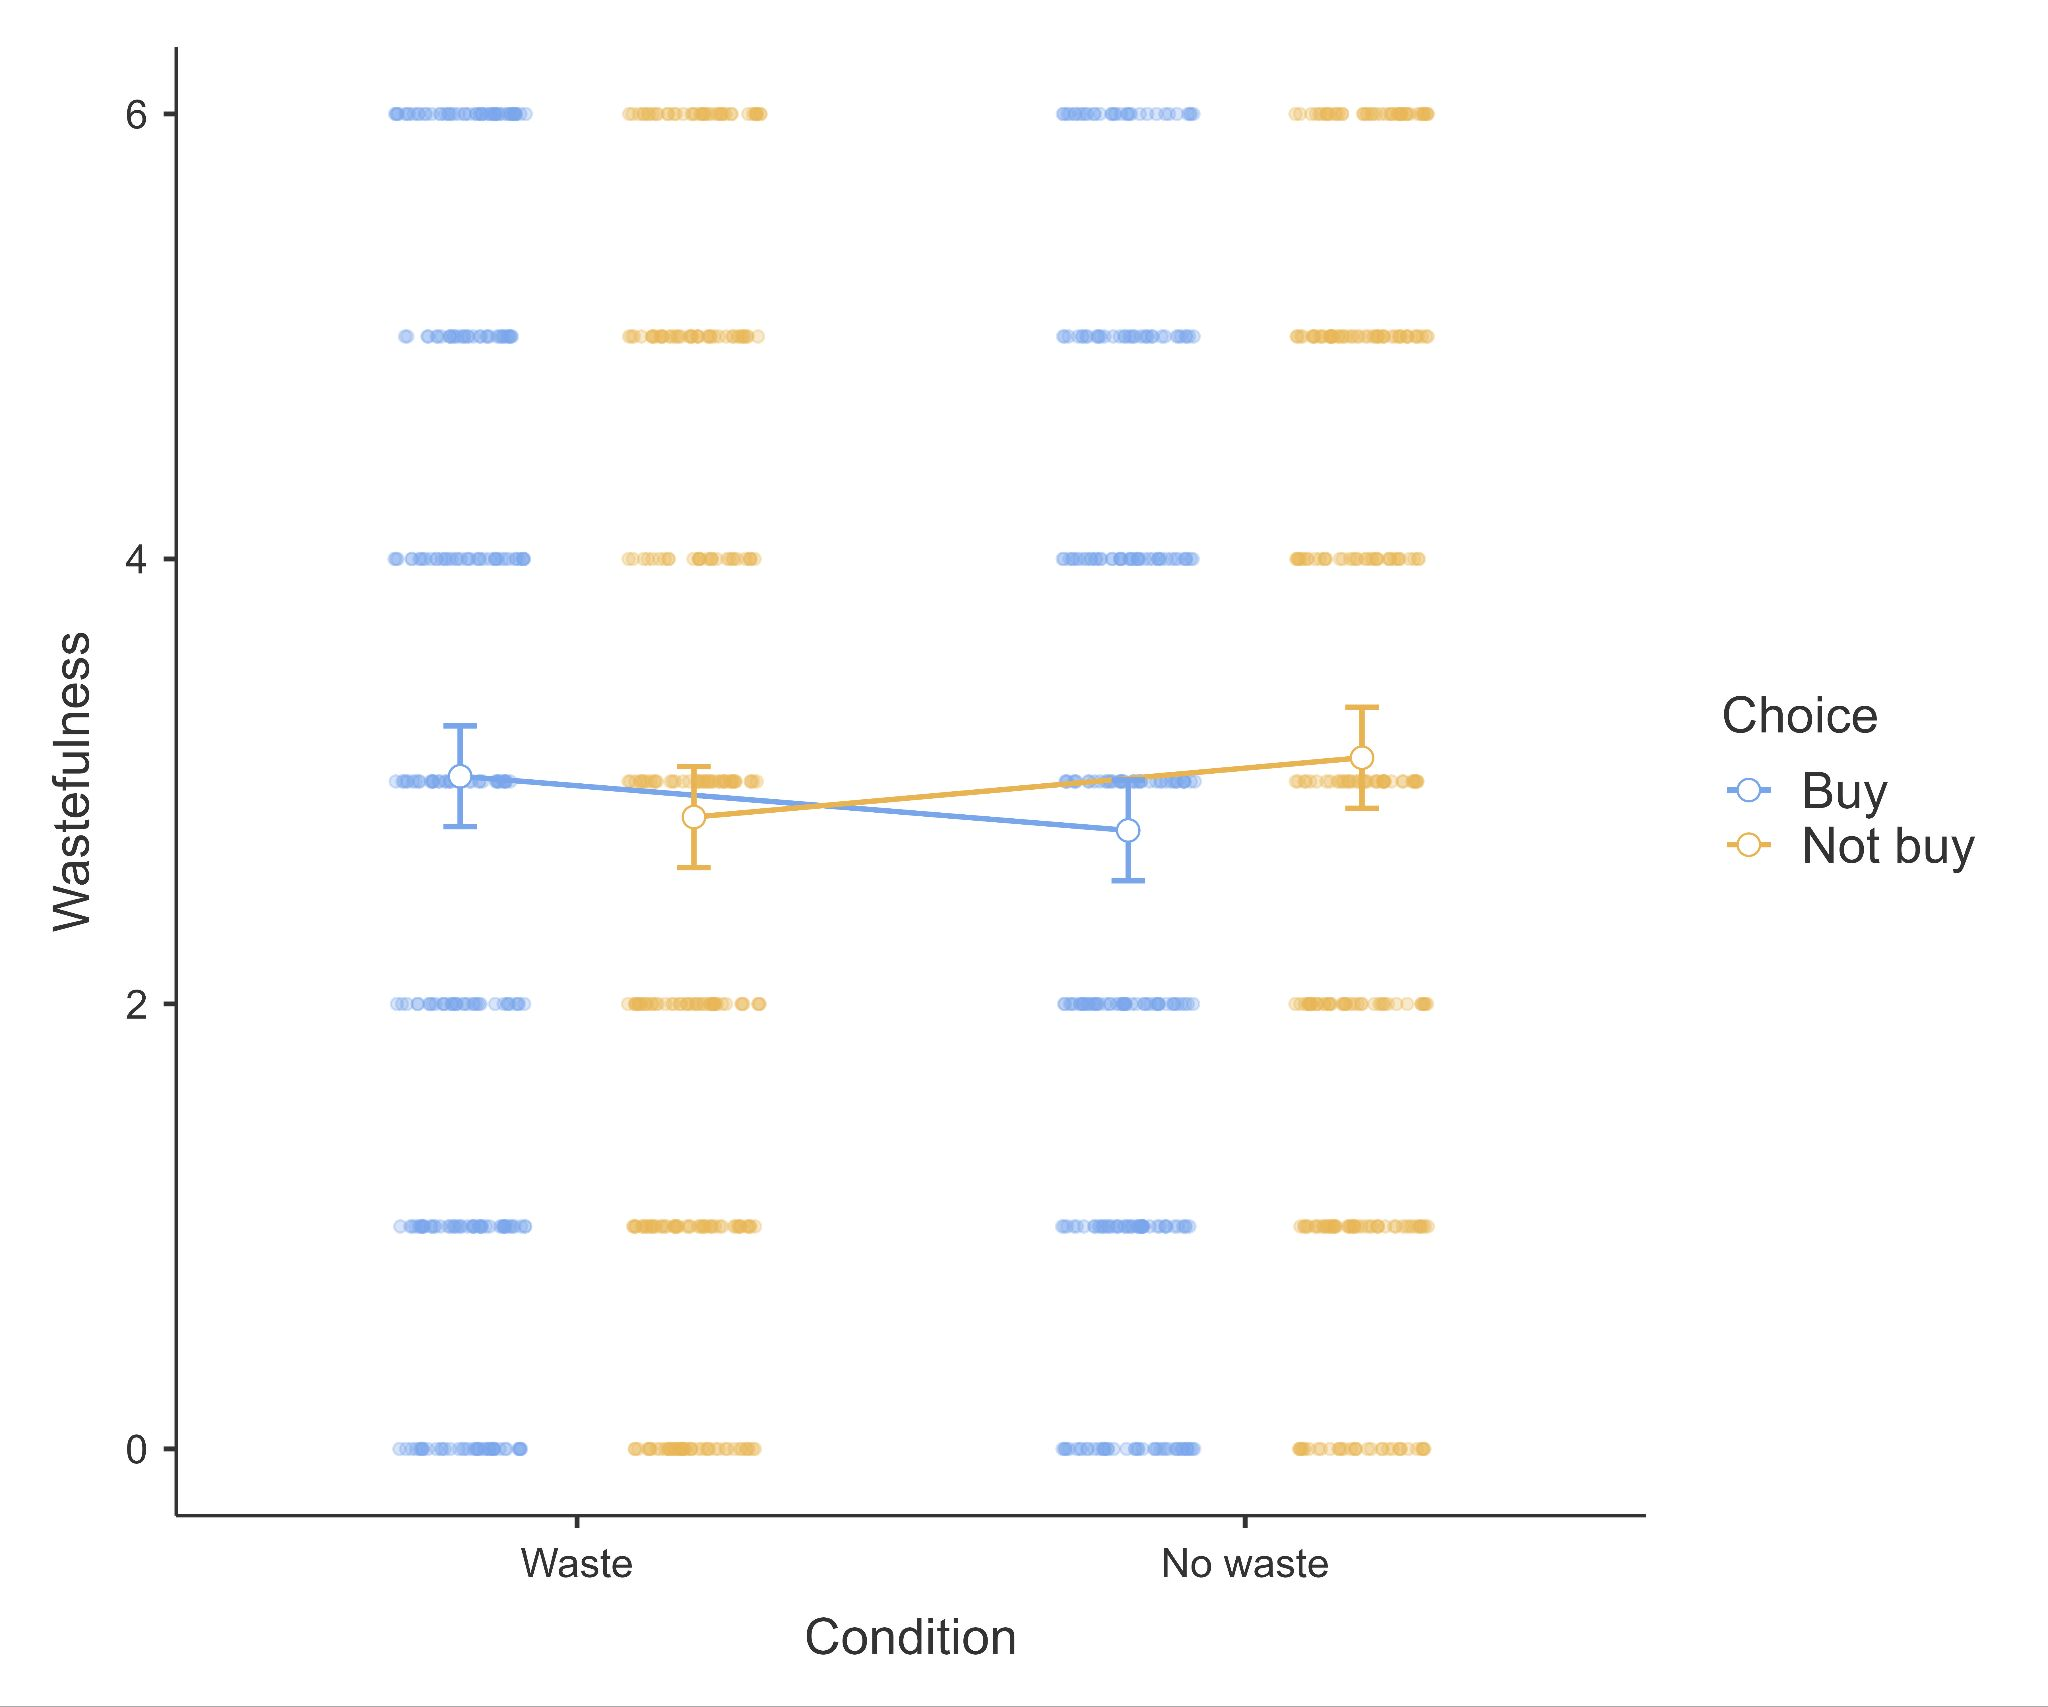 6
4
2
0
Wastefulness
Waste
No waste
Condition
Choice
Buy
Not buy